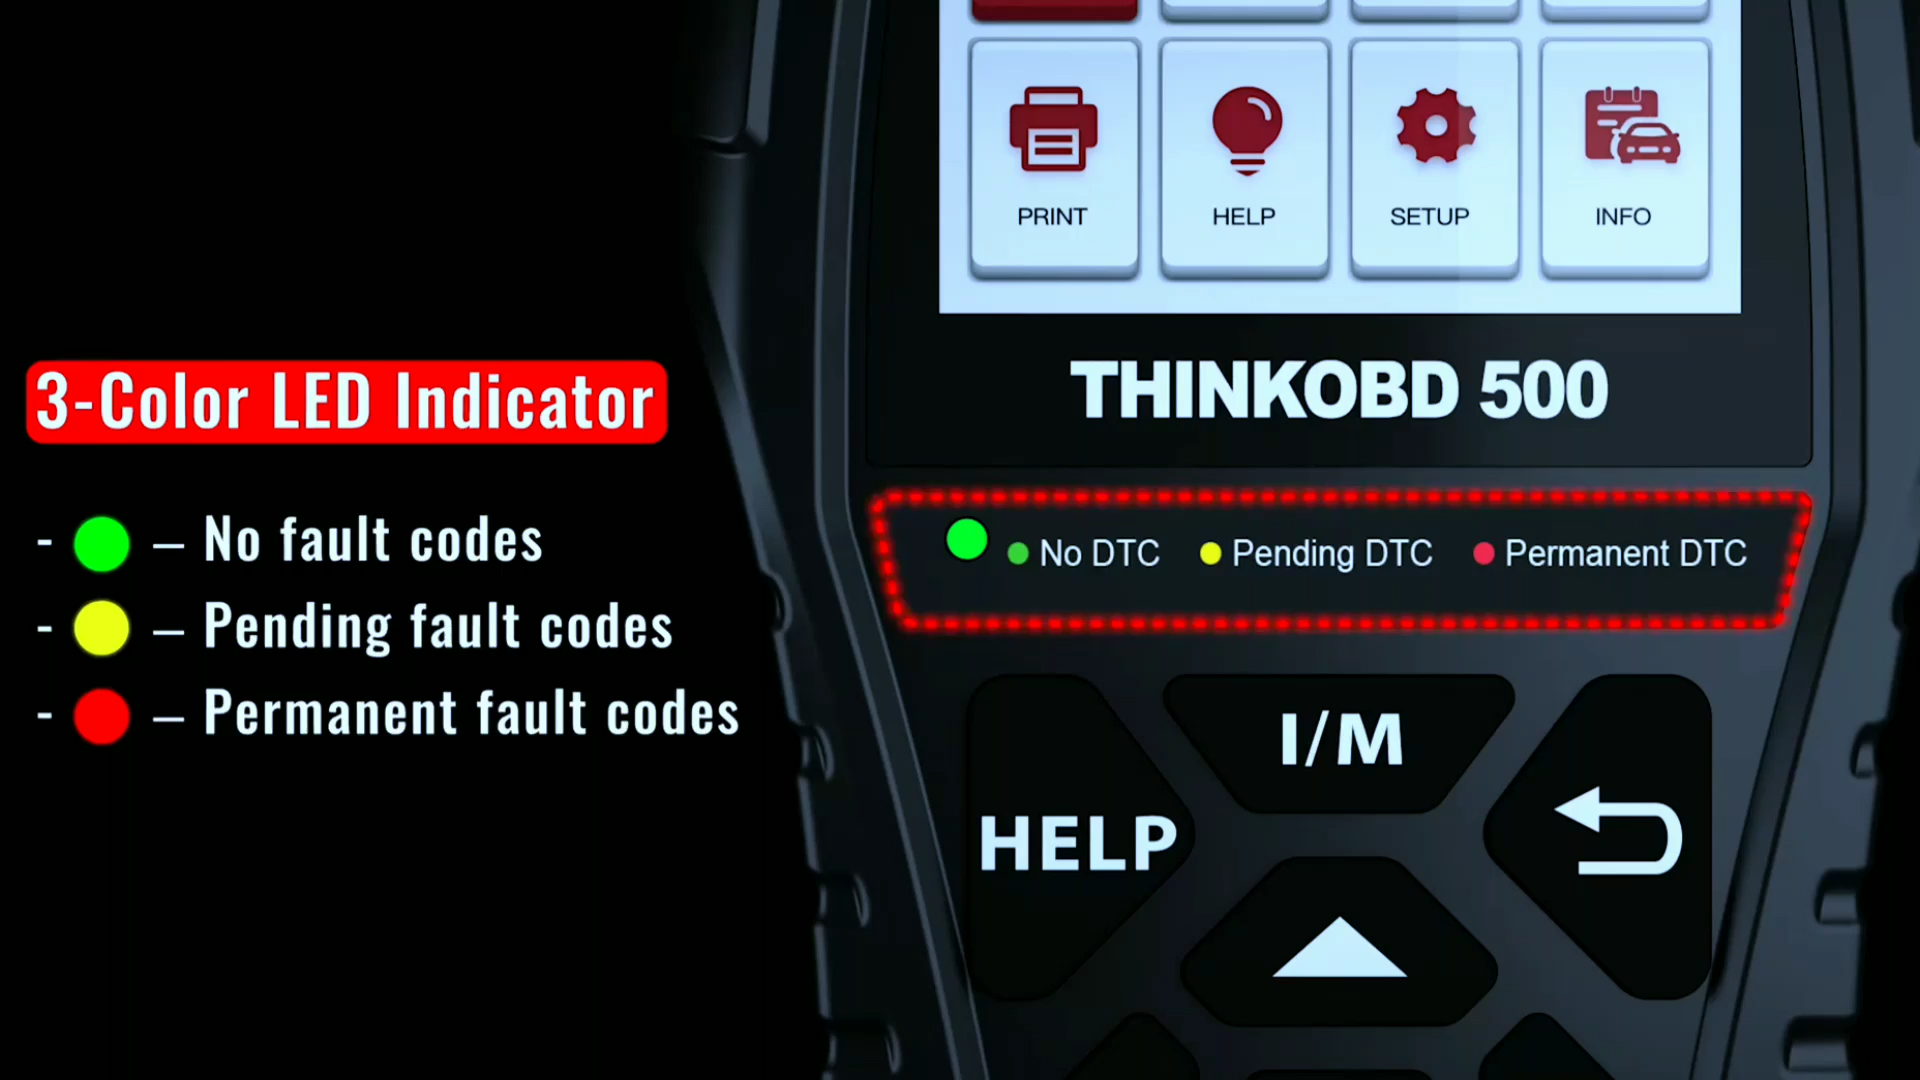 PRINT HELP SETUP INFO
THINKOBD 500
3-Color LED Indicator
- — No fault codes
- — Pending fault codes
- — Permanent fault codes
No DTC Pending DTC Permanent DTC
I/M
HELP